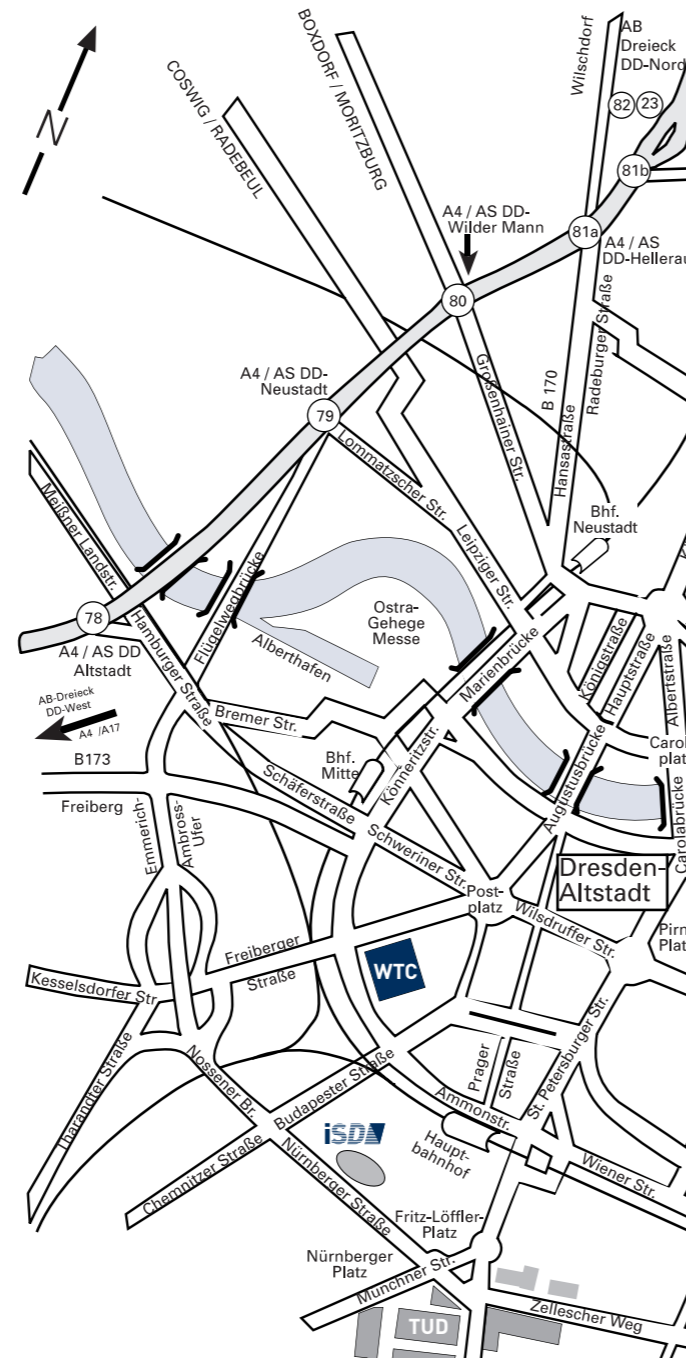 BOXDORF / MORITZBURG
COSWIG / RADEBEUL
Wilschdorf
AB
Dreieck
DD-Nord
82
23
N
81b
A4 / AS DD-
Wilder Mann
81a
A4 / AS
DD-Hellerau
80
A4 / AS DD-
Neustadt
79
Großenhainer Str.
B 170
Hansastraße
Radeburger Straße
Lommatzscher Str.
Meißner Landstr.
Leipziger Str.
Bhf.
Neustadt
78
A4 / AS DD
Altstadt
Hamburger Straße
Flügelwegbrücke
Alberthafen
Ostra-
Gehege
Messe
Marienbrücke
Königstraße
Hauptstraße
Albertstraße
AB-Dreieck
DD-West
A4 /A17
Bremer Str.
Carol
platz
B173
Freiberg
Bhf.
Mitte
Könneritzstr.
Schäferstraße
Augustusbrücke
Carolabrücke
Emmerich-
Ambross-
Ufer
Schweriner Str.
Post-
platz
Dresden-
Altstadt
Wilsdruffer Str.
Pirn
Plat
Freiberger
Straße
WTC
Kesselsdorfer Str.
Tharandter Straße
Nossener Br.
Budapester Straße
Prager
Straße
St. Petersburger Str.
Ammonstr.
iSD
Haupt-
bahnhof
Wiener Str.
Chemnitzer Straße
Nürnberger Straße
Fritz-Löffler-
Platz
Nürnberger
Platz
Munchner Str.
Zellescher Weg
TUD